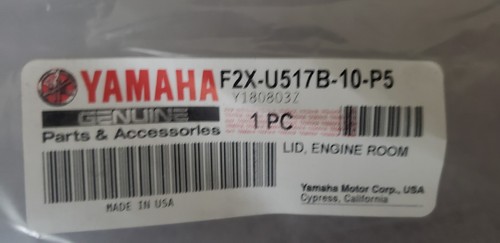 YAMAHA F2X-U517B-10-P5
Y180803Z
GENUINE
Parts & Accessories
1 PC
LID, ENGINE ROOM
Yamaha Motor Corp., USA
Cypress, California
MADE IN USA